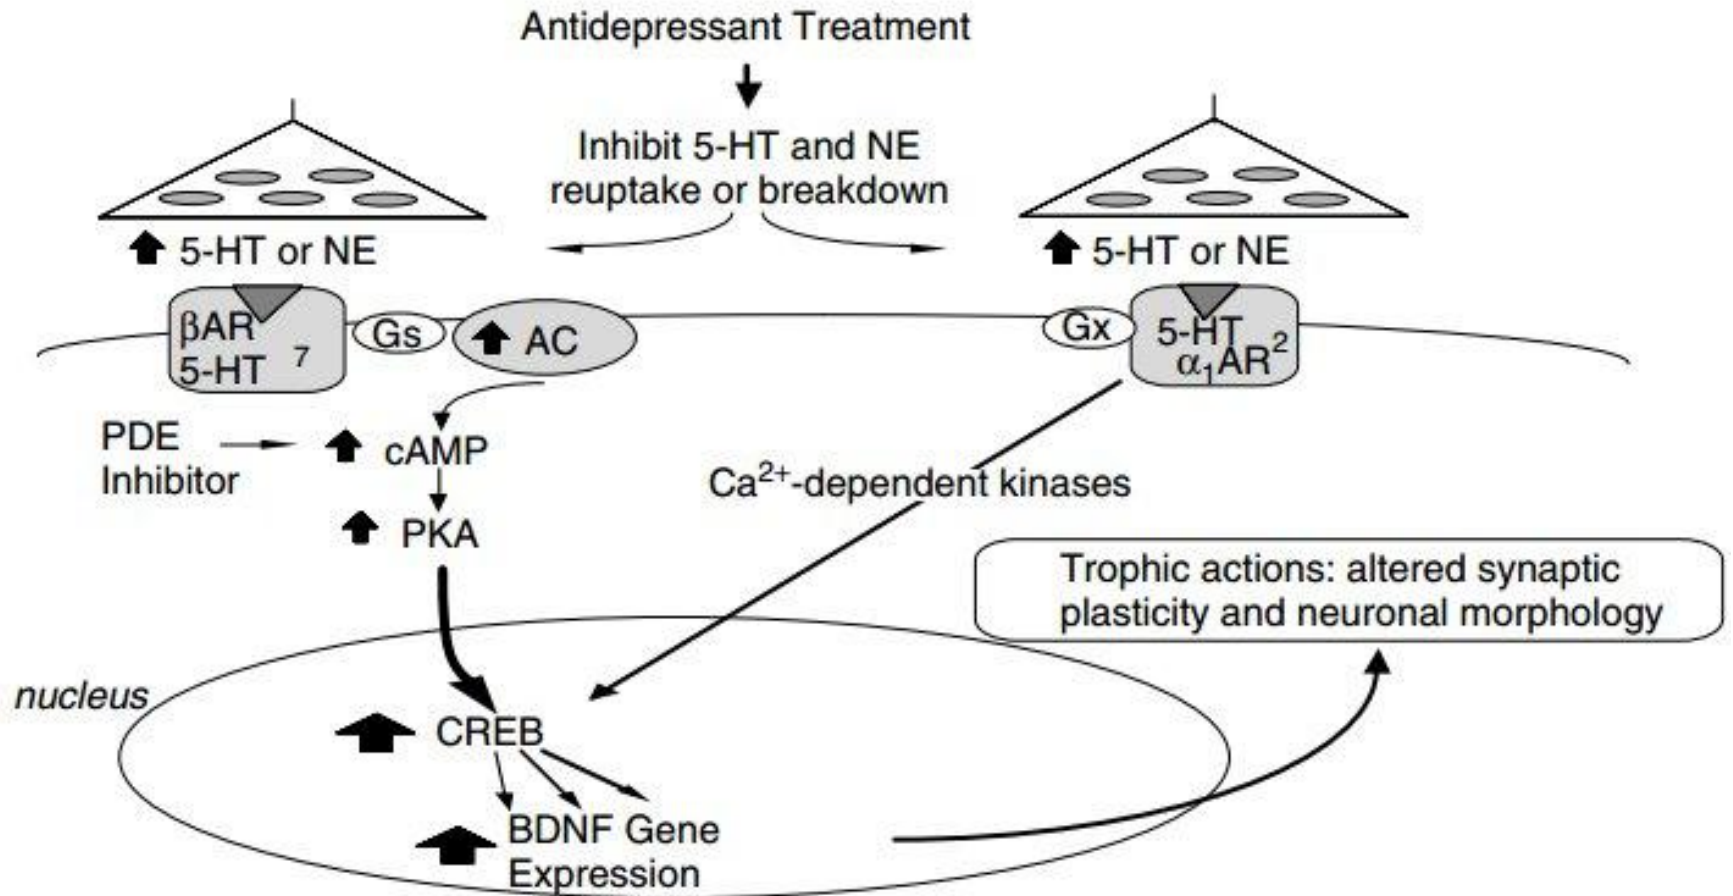 Antidepressant Treatment
Inhibit 5-HT and NE
reuptake or breakdown
5-HT or NE
5-HT or NE
βAR
5-HT 7
Gs
AC
Gx
5-HT2
α1AR
PDE
Inhibitor
cAMP
PKA
Ca2+-dependent kinases
Trophic actions: altered synaptic
plasticity and neuronal morphology
nucleus
CREB
BDNF Gene
Expression